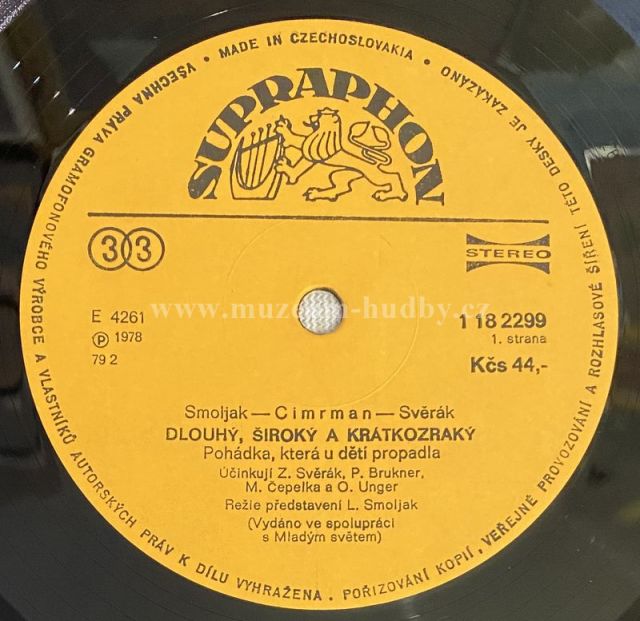 MADE IN CZECHOSLOVAKIA • VŠECHNA PRÁVA GRAMOFONOVÉHO VÝROBCE A VLASTNÍKŮ AUTORSKÝCH PRÁV K DÍLU VYHRAŽENA. POŘIZOVÁNÍ KOPIÍ, VEŘEJNÉ PROVOZOVÁNÍ A ROZHLASOVÉ ŠÍŘENÍ TÉTO DESKY JE ZAKÁZÁNO •
SUPRAPHON
33
STEREO
www.muzeum-hudby.cz
E 4261
℗ 1978
79 2
1 18 2299
1. strana
Kčs 44,-
Smoljak — Cimrman — Svěrák
DLOUHÝ, ŠIROKÝ A KRÁTKOZRAKÝ
Pohádka, která u dětí propadla
Účinkují Z. Svěrák, P. Brukner,
M. Čepelka a O. Unger
Režie představení L. Smoljak
(Vydáno ve spolupráci
s Mladým světem)